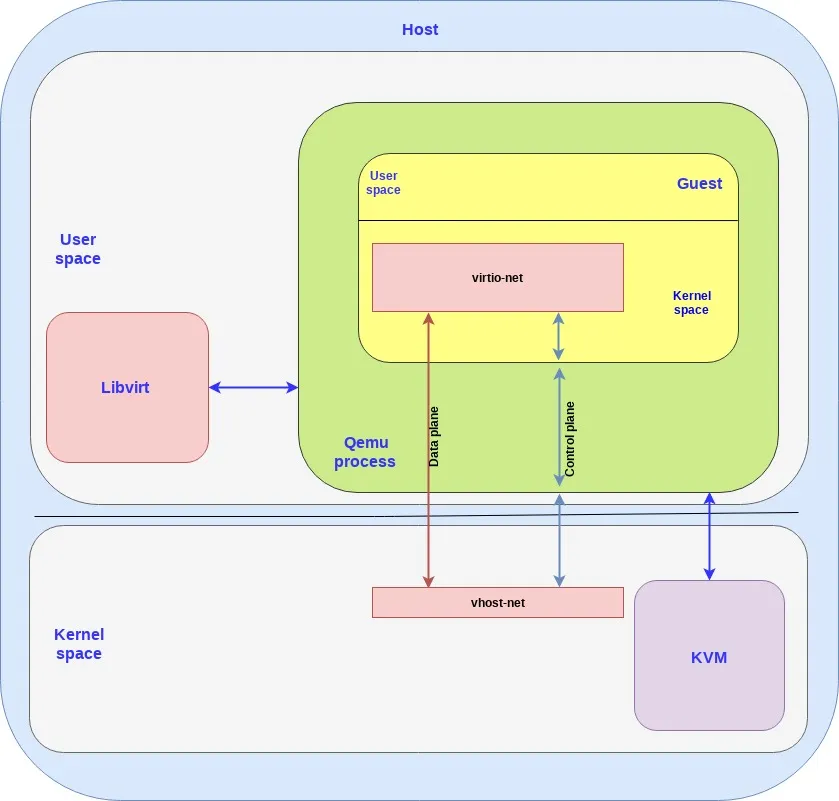 Host
User
space
Guest
User
space
virtio-net
Kernel
space
Libvirt
Qemu
process
Data plane
Control plane
vhost-net
Kernel
space
KVM